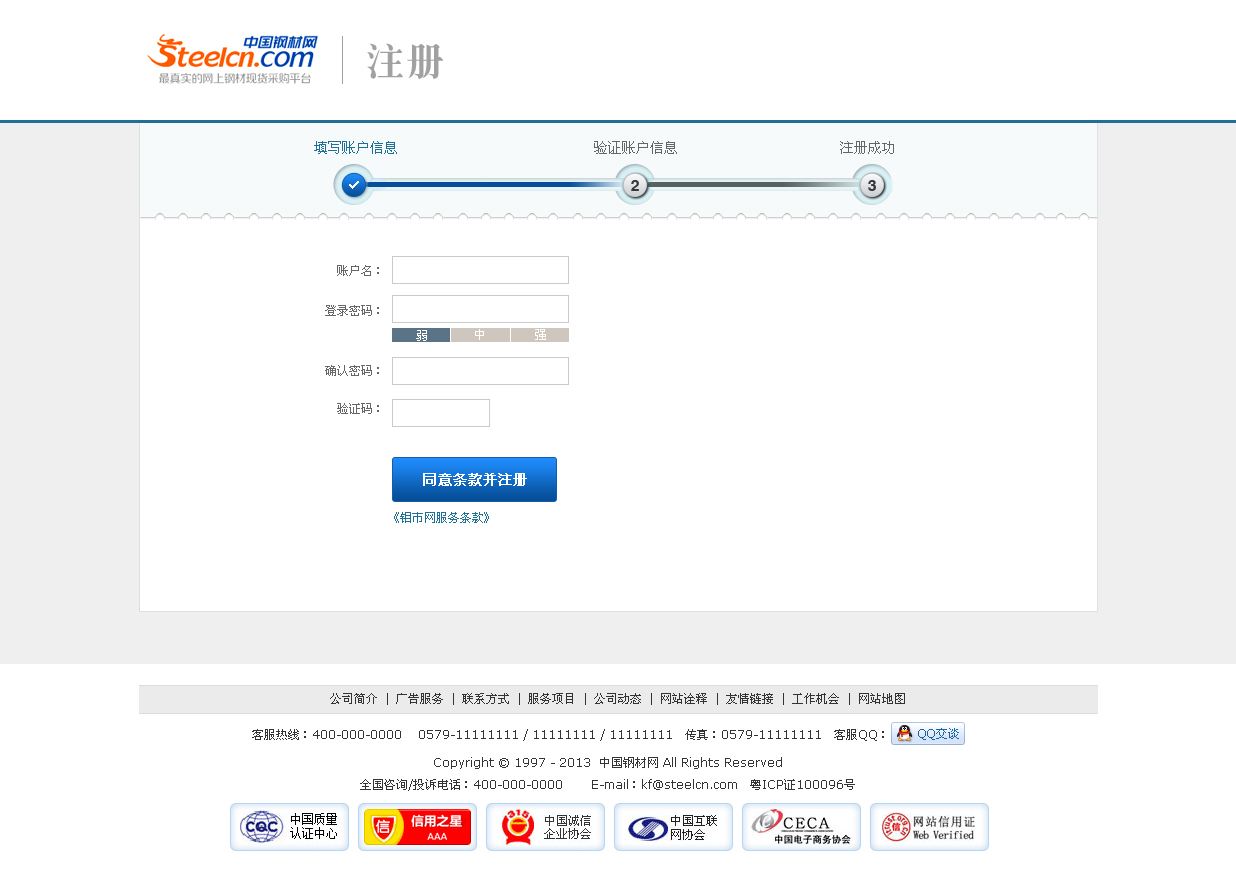 中国钢材网
Steelcn.com
最真实的网上钢材现货采购平台
注册
填写账户信息 验证账户信息 注册成功
2 3
账户名：
登录密码：
弱 中 强
确认密码：
验证码：
同意条款并注册
《钼市网服务条款》
公司简介 | 广告服务 | 联系方式 | 服务项目 | 公司动态 | 网站诠释 | 友情链接 | 工作机会 | 网站地图
客服热线：400-000-0000 0579-11111111 / 11111111 / 11111111 传真：0579-11111111 客服QQ： QQ交谈
Copyright © 1997 - 2013 中国钢材网 All Rights Reserved
全国咨询/投诉电话：400-000-0000 E-mail：kf@steelcn.com 粤ICP证100096号
CQC 中国质量
认证中心
信 信用之星
AAA
315 中国诚信
企业协会
中国互联
网协会
CECA
中国电子商务协会
信 网站信用证
Web Verified